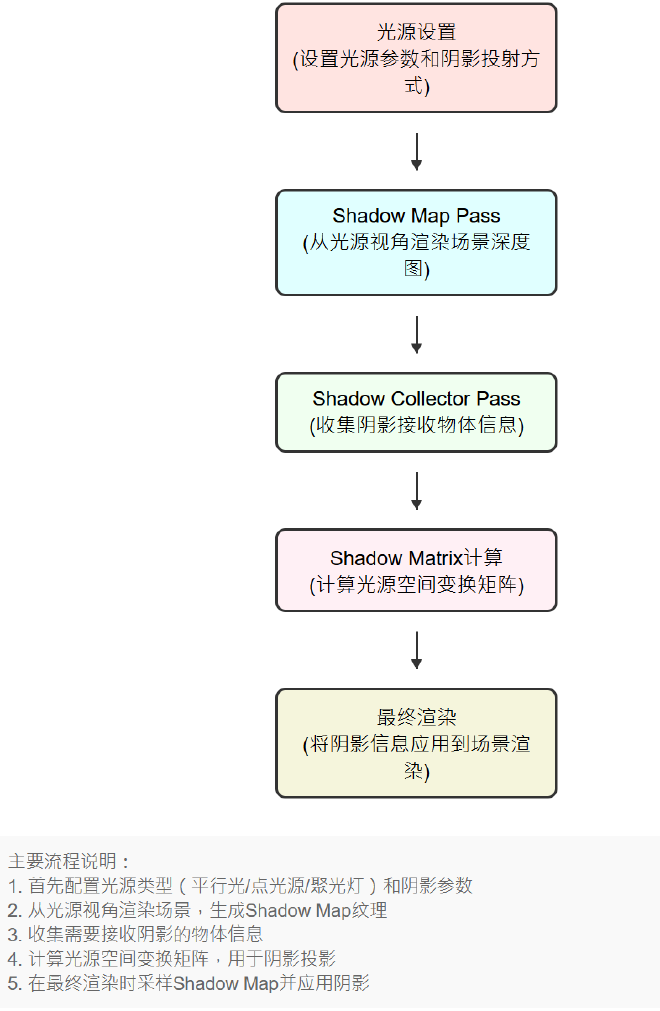 光源设置
(设置光源参数和阴影投射方
式)
Shadow Map Pass
(从光源视角渲染场景深度
图)
Shadow Collector Pass
(收集阴影接收物体信息)
Shadow Matrix计算
(计算光源空间变换矩阵)
最终渲染
(将阴影信息应用到场景渲
染)
主要流程说明：
1. 首先配置光源类型（平行光/点光源/聚光灯）和阴影参数
2. 从光源视角渲染场景，生成Shadow Map纹理
3. 收集需要接收阴影的物体信息
4. 计算光源空间变换矩阵，用于阴影投影
5. 在最终渲染时采样Shadow Map并应用阴影